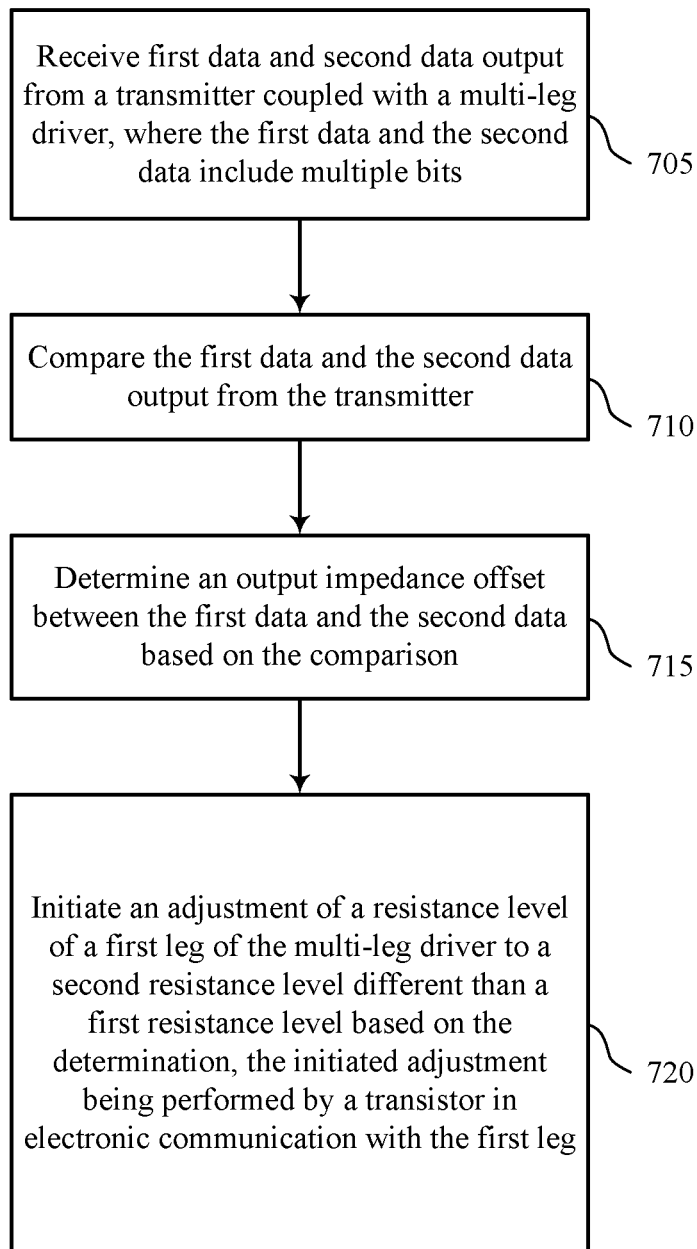 Receive first data and second data output
from a transmitter coupled with a multi-leg
driver, where the first data and the second
data include multiple bits
705
Compare the first data and the second data
output from the transmitter
710
Determine an output impedance offset
between the first data and the second data
based on the comparison
715
Initiate an adjustment of a resistance level
of a first leg of the multi-leg driver to a
second resistance level different than a
first resistance level based on the
determination, the initiated adjustment
being performed by a transistor in
electronic communication with the first leg
720